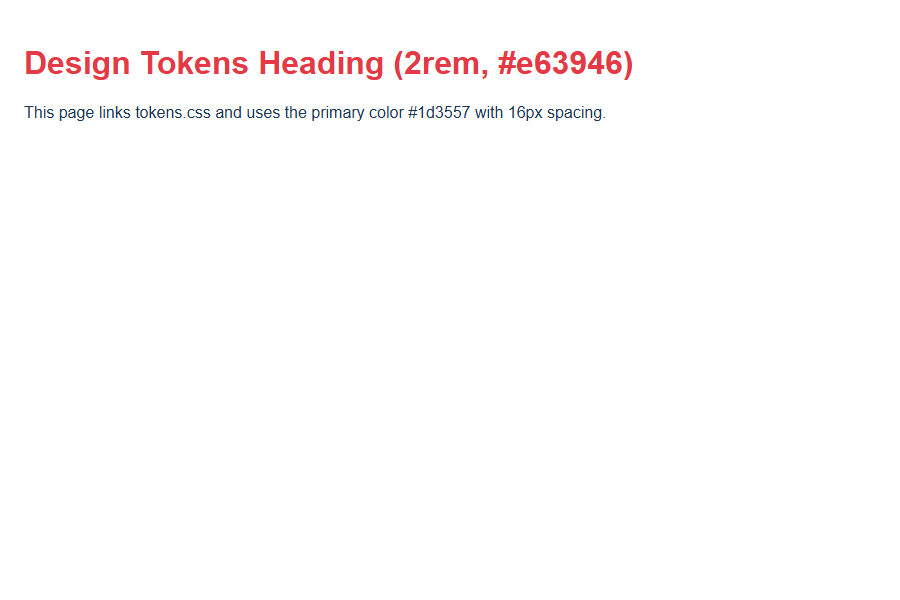 Design Tokens Heading (2rem, #e63946)
This page links tokens.css and uses the primary color #1d3557 with 16px spacing.